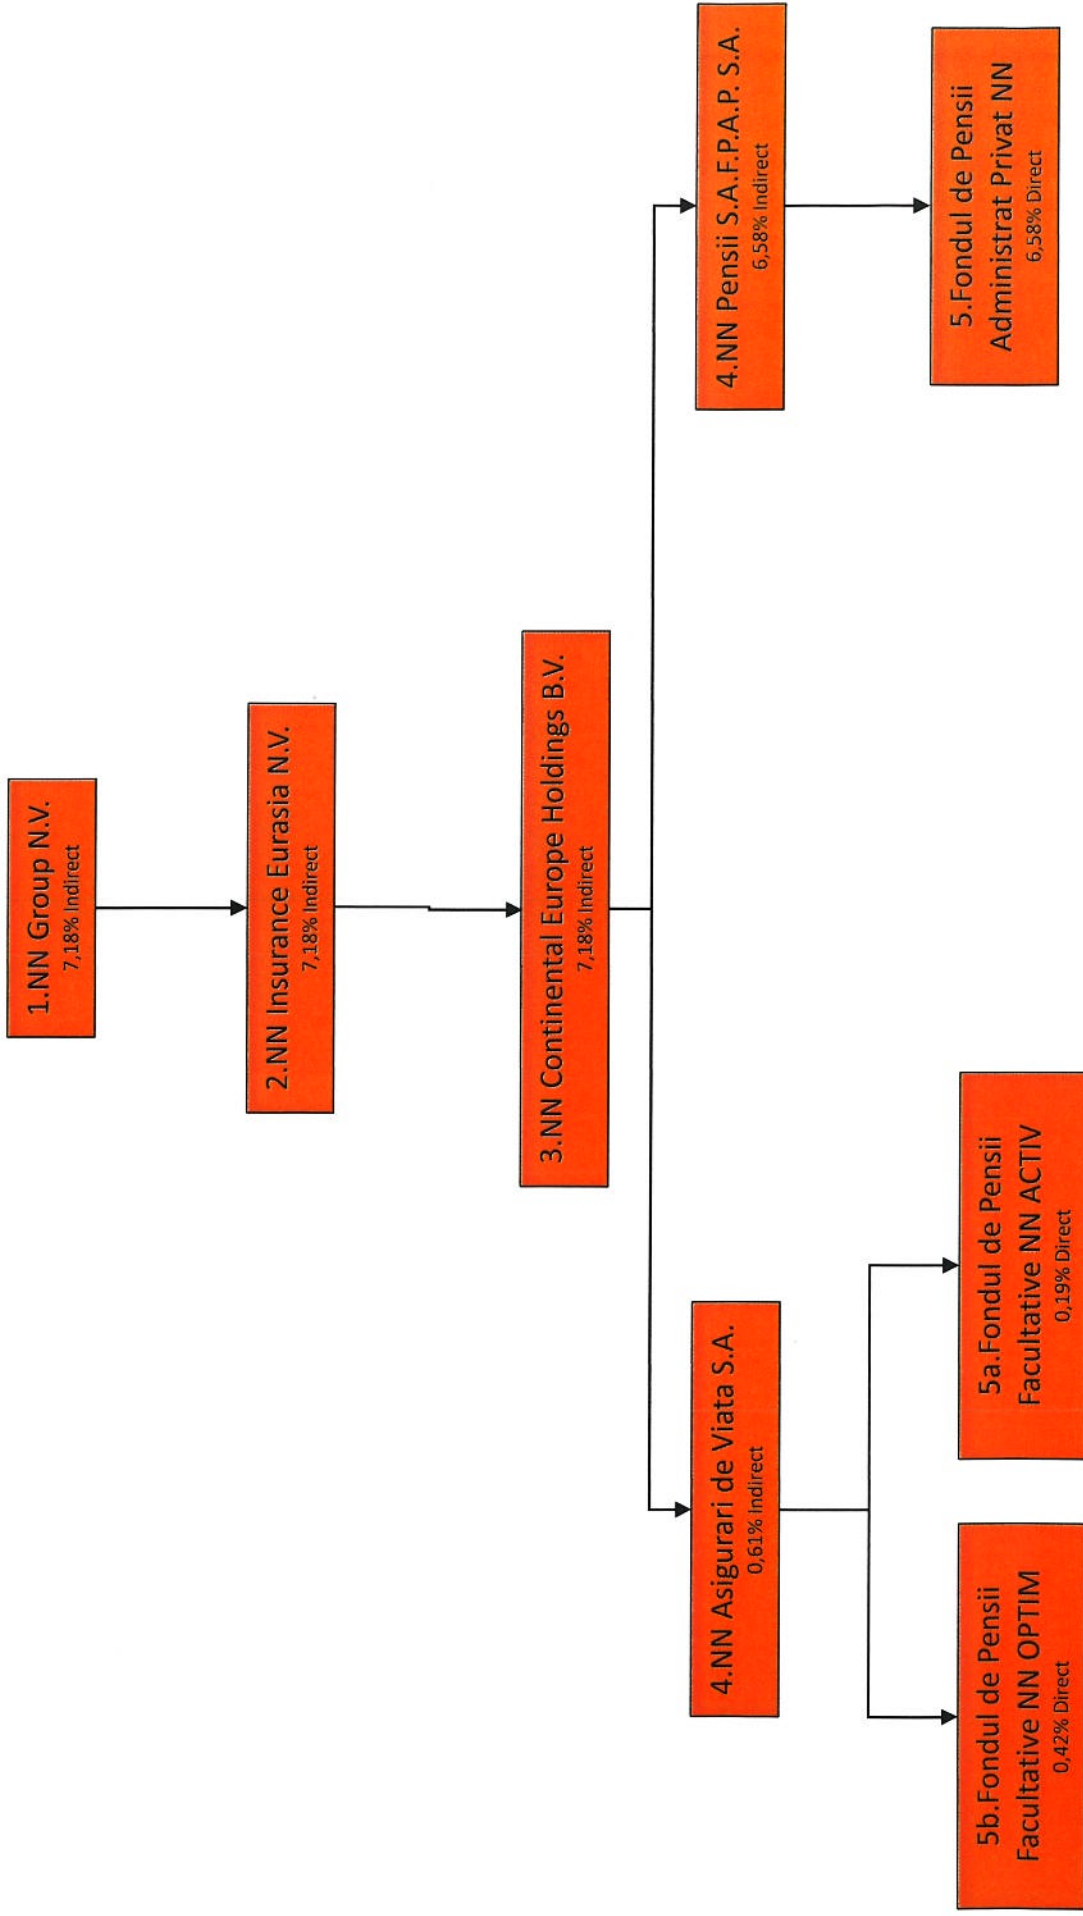 1.NN Group N.V.
7,18% Indirect
2.NN Insurance Eurasia N.V.
7,18% Indirect
3.NN Continental Europe Holdings B.V.
7,18% Indirect
4.NN Asigurari de Viata S.A.
0,61% Indirect
4.NN Pensii S.A.F.P.A.P. S.A.
6,58% Indirect
5b.Fondul de Pensii
Facultative NN OPTIM
0,42% Direct
5a.Fondul de Pensii
Facultative NN ACTIV
0,19% Direct
5.Fondul de Pensii
Administrat Privat NN
6,58% Direct